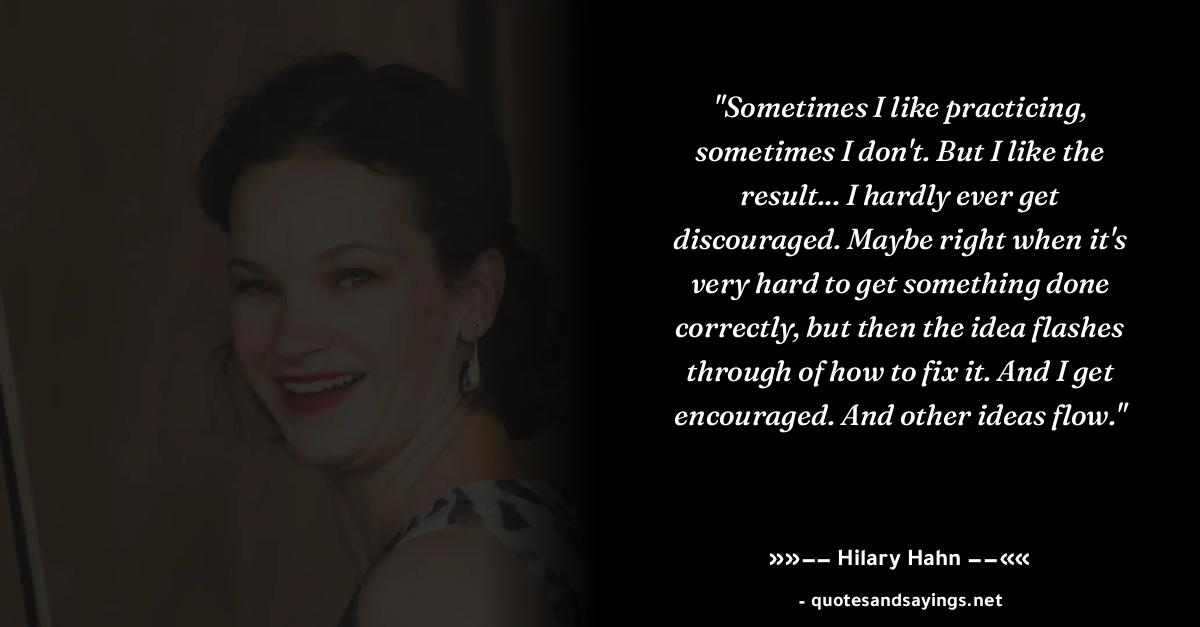 "Sometimes I like practicing,
sometimes I don't. But I like the
result... I hardly ever get
discouraged. Maybe right when it's
very hard to get something done
correctly, but then the idea flashes
through of how to fix it. And I get
encouraged. And other ideas flow."
»»—— Hilary Hahn ——««
- quotesandsayings.net